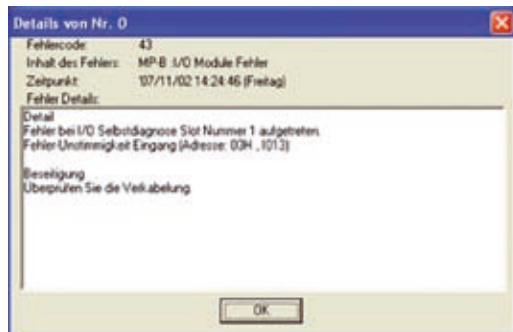 Details von Nr. 0
Fehlercode: 43
Inhalt des Fehlers: MP-B :I/O Module Fehler
Zeitpunkt: '07/11/02 14:24:46 (Freitag)
Fehler Details:
Detail
Fehler bei I/O Selbstdiagnose Slot Nummer 1 aufgetreten.
Fehler-Unstimmigkeit Eingang (Adresse: 00H , I013)
Beseitigung
Überprüfen Sie die Verkabelung.
OK